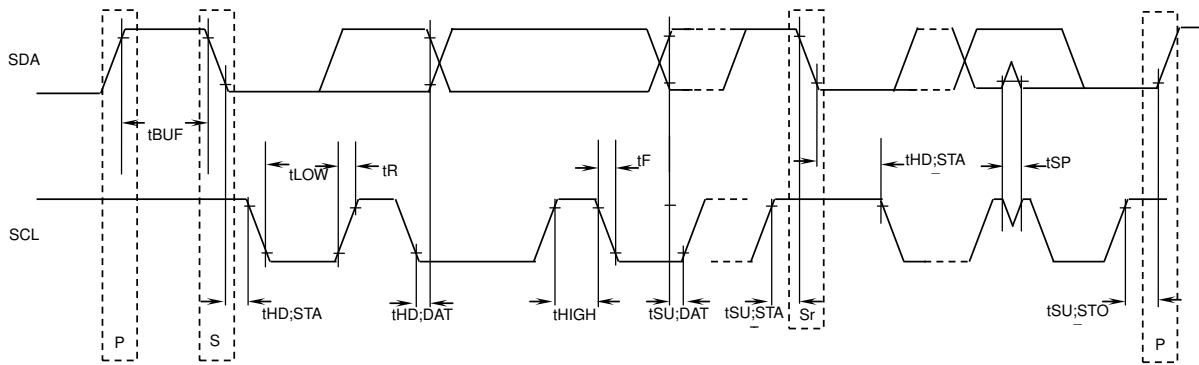 SDA
tBUF
tLOW
tR
tF
tHD;STA
tSP
SCL
tHD;STA
tHD;DAT
tHIGH
tSU;DAT
tSU;STA
Sr
tSU;STO
P
S
P